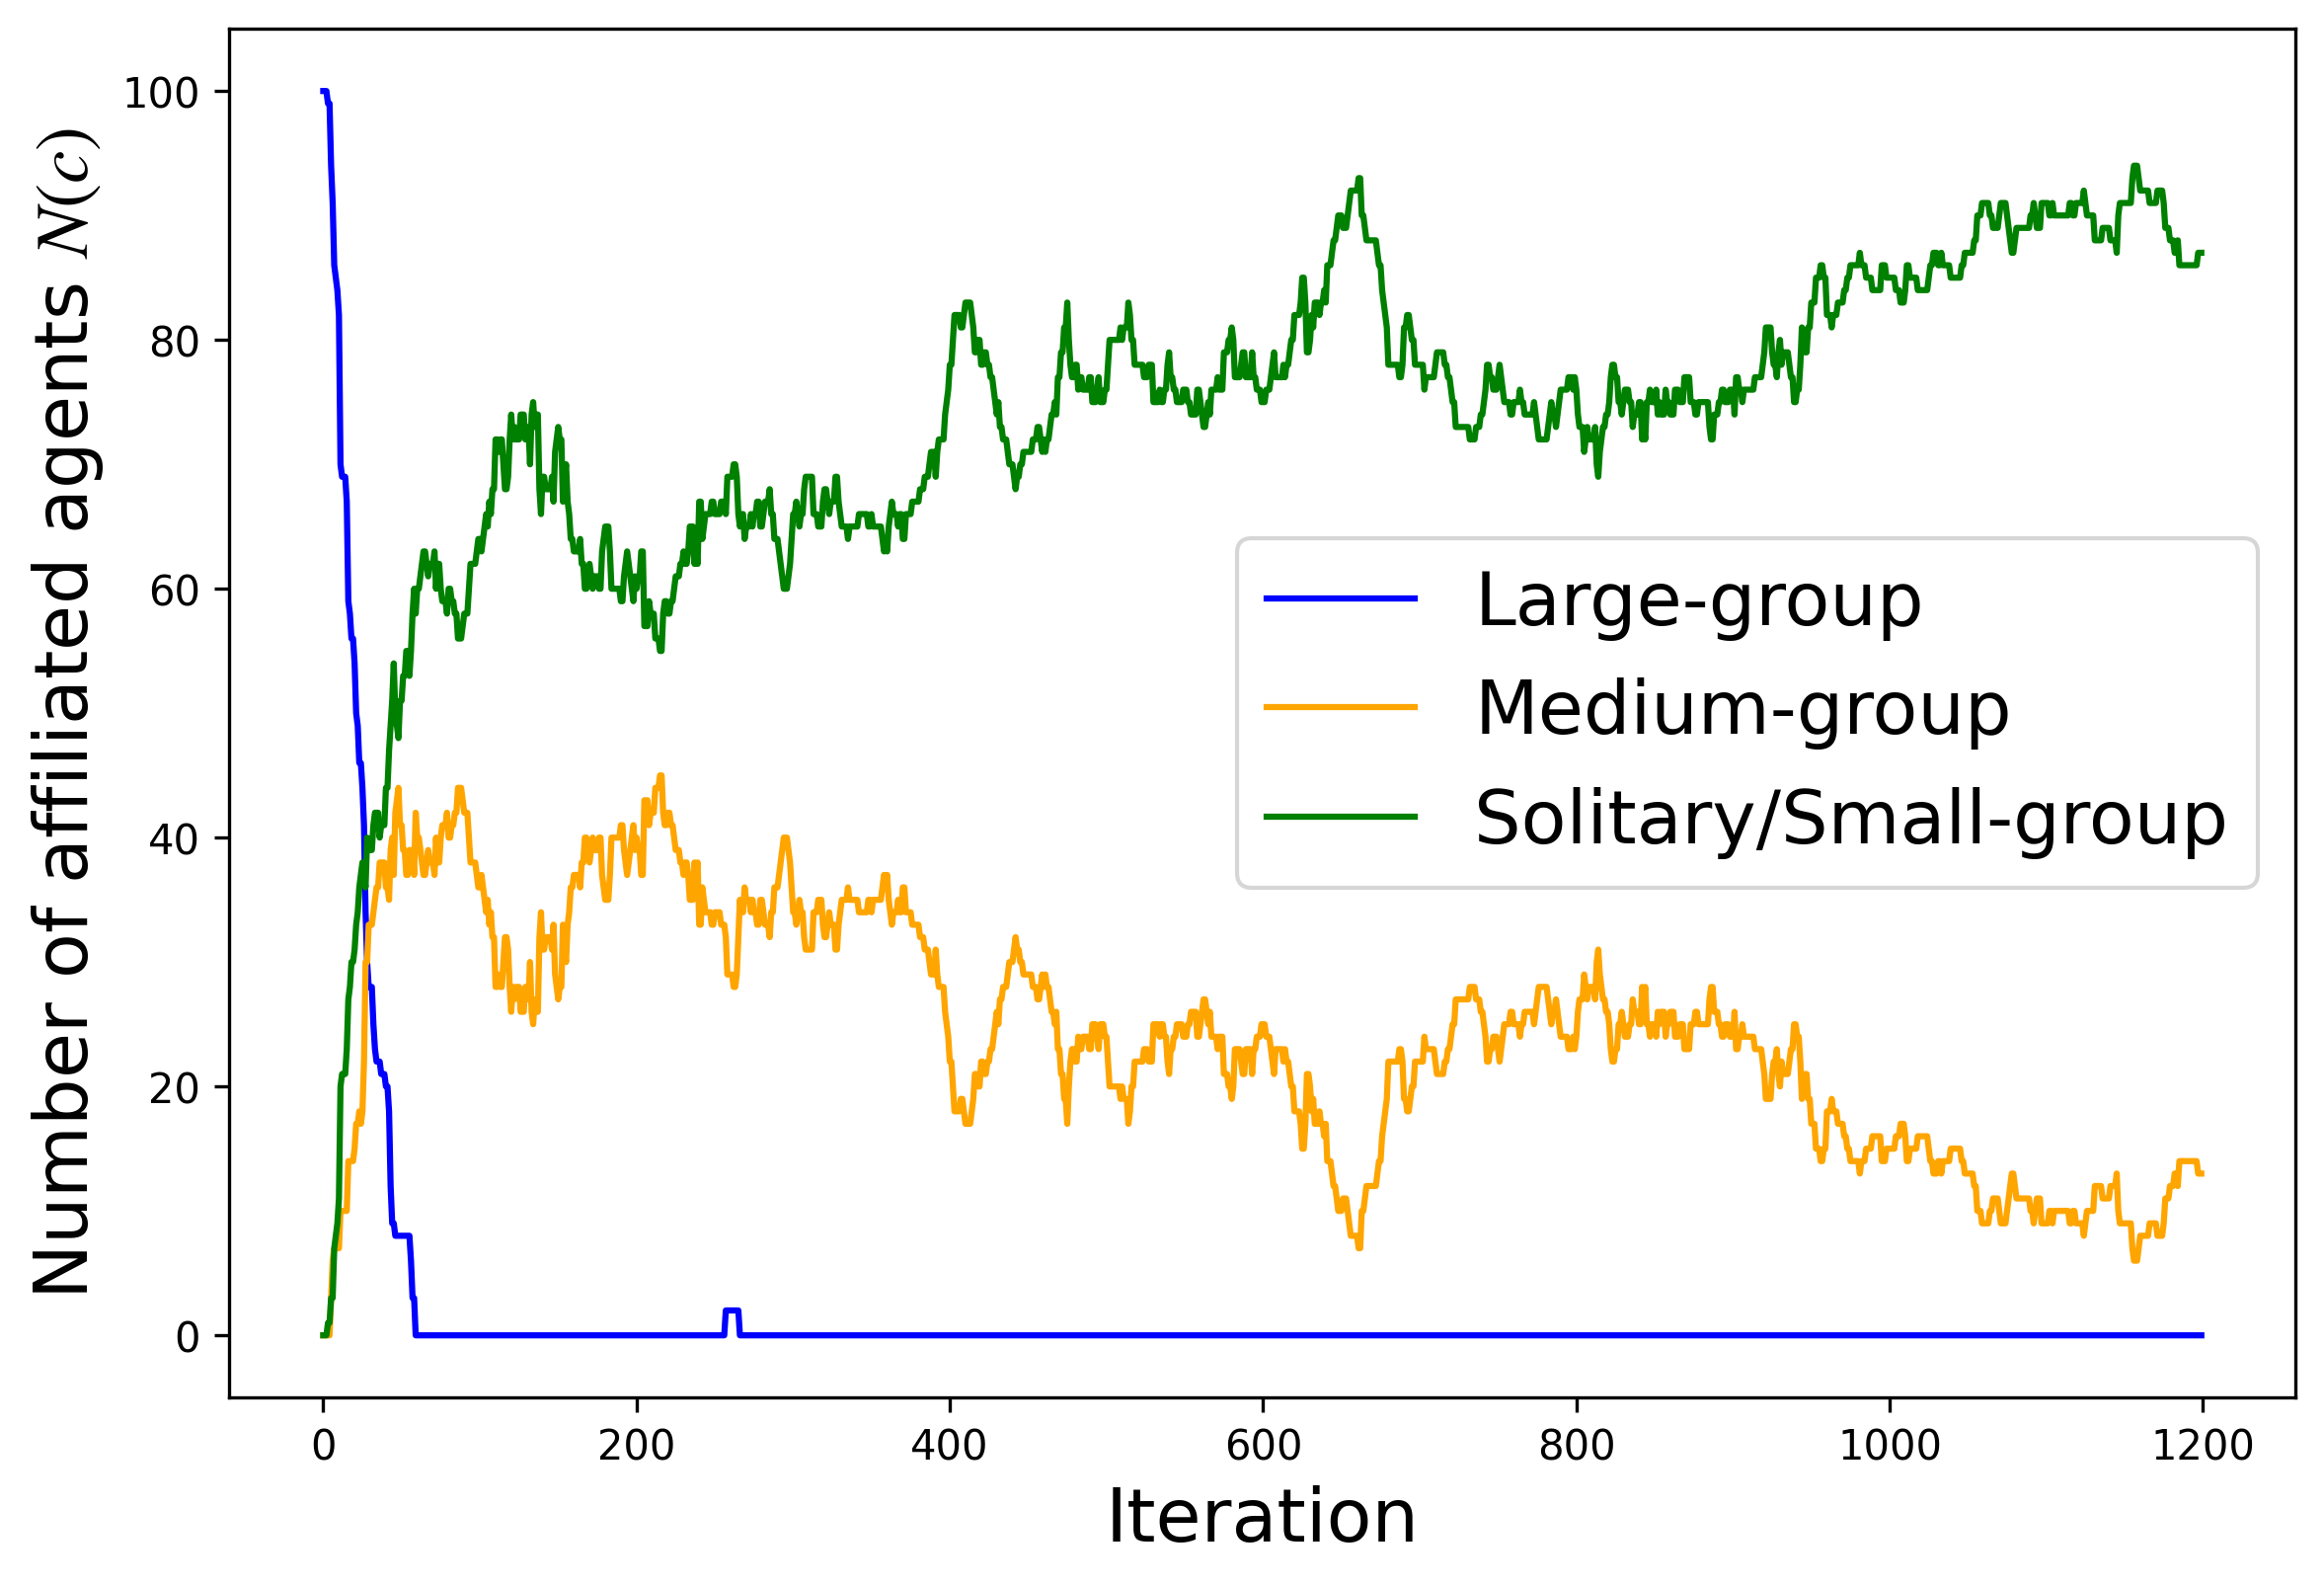 Number of affiliated agents N(c)
100
80
60
40
20
0
Large-group
Medium-group
Solitary/Small-group
0 200 400 600 800 1000 1200
Iteration